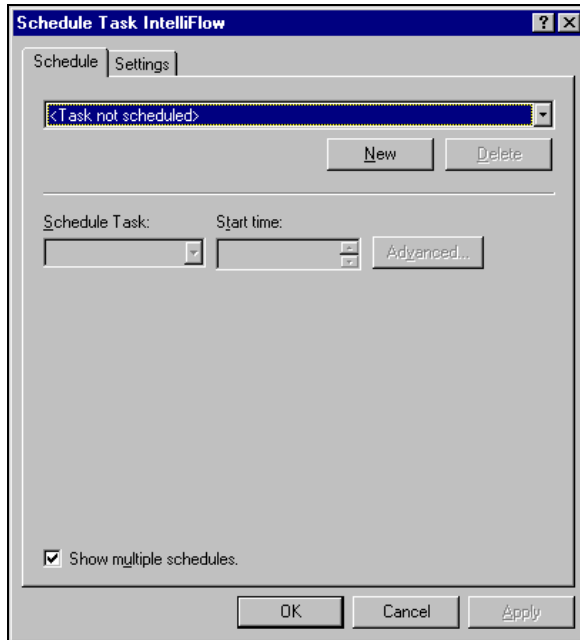 Schedule Task IntelliFlow
Schedule Settings
<Task not scheduled>
New Delete
Schedule Task: Start time:
Advanced...
Show multiple schedules.
OK Cancel Apply